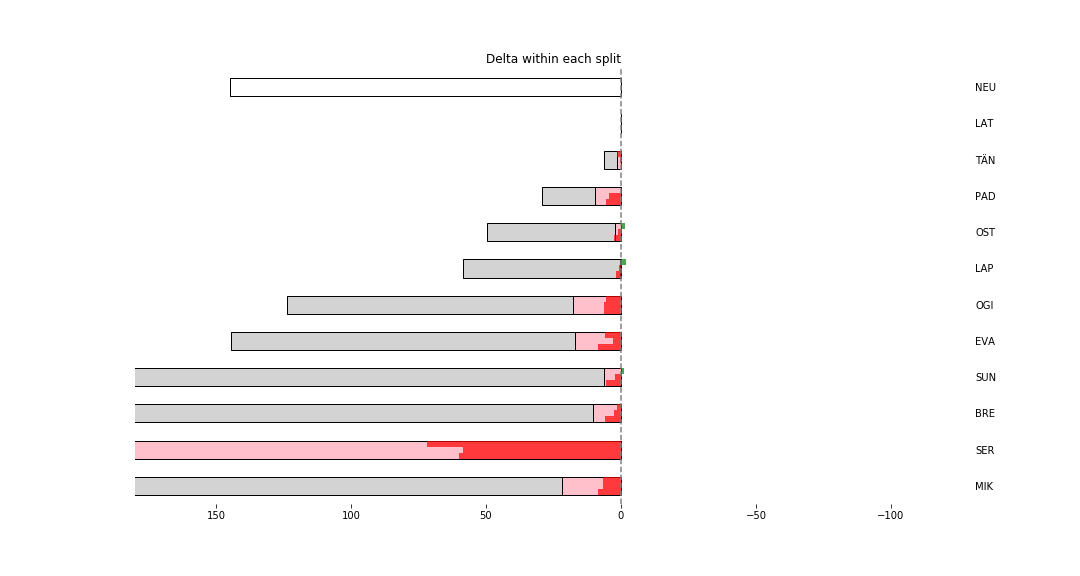 Delta within each split
NEU
LAT
TÄN
PAD
OST
LAP
OGI
EVA
SUN
BRE
SER
MIK
150 100 50 0 −50 −100